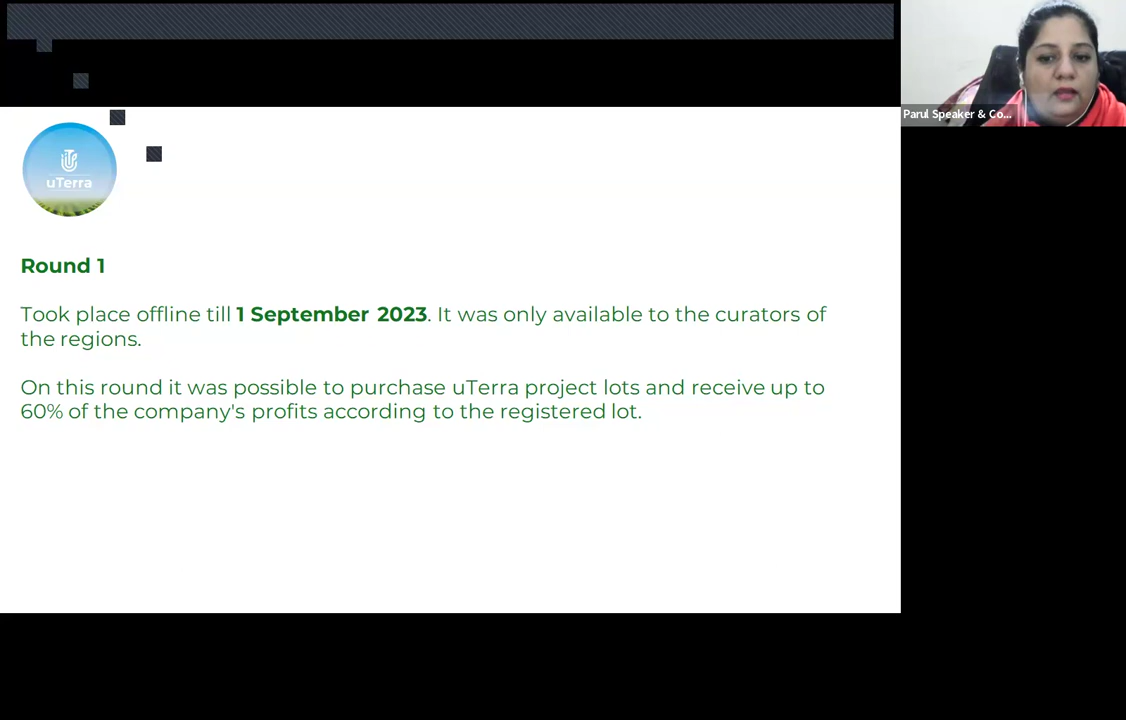 Parul Speaker & Co...
uTerra
Round 1
Took place offline till 1 September 2023. It was only available to the curators of
the regions.
On this round it was possible to purchase uTerra project lots and receive up to
60% of the company's profits according to the registered lot.